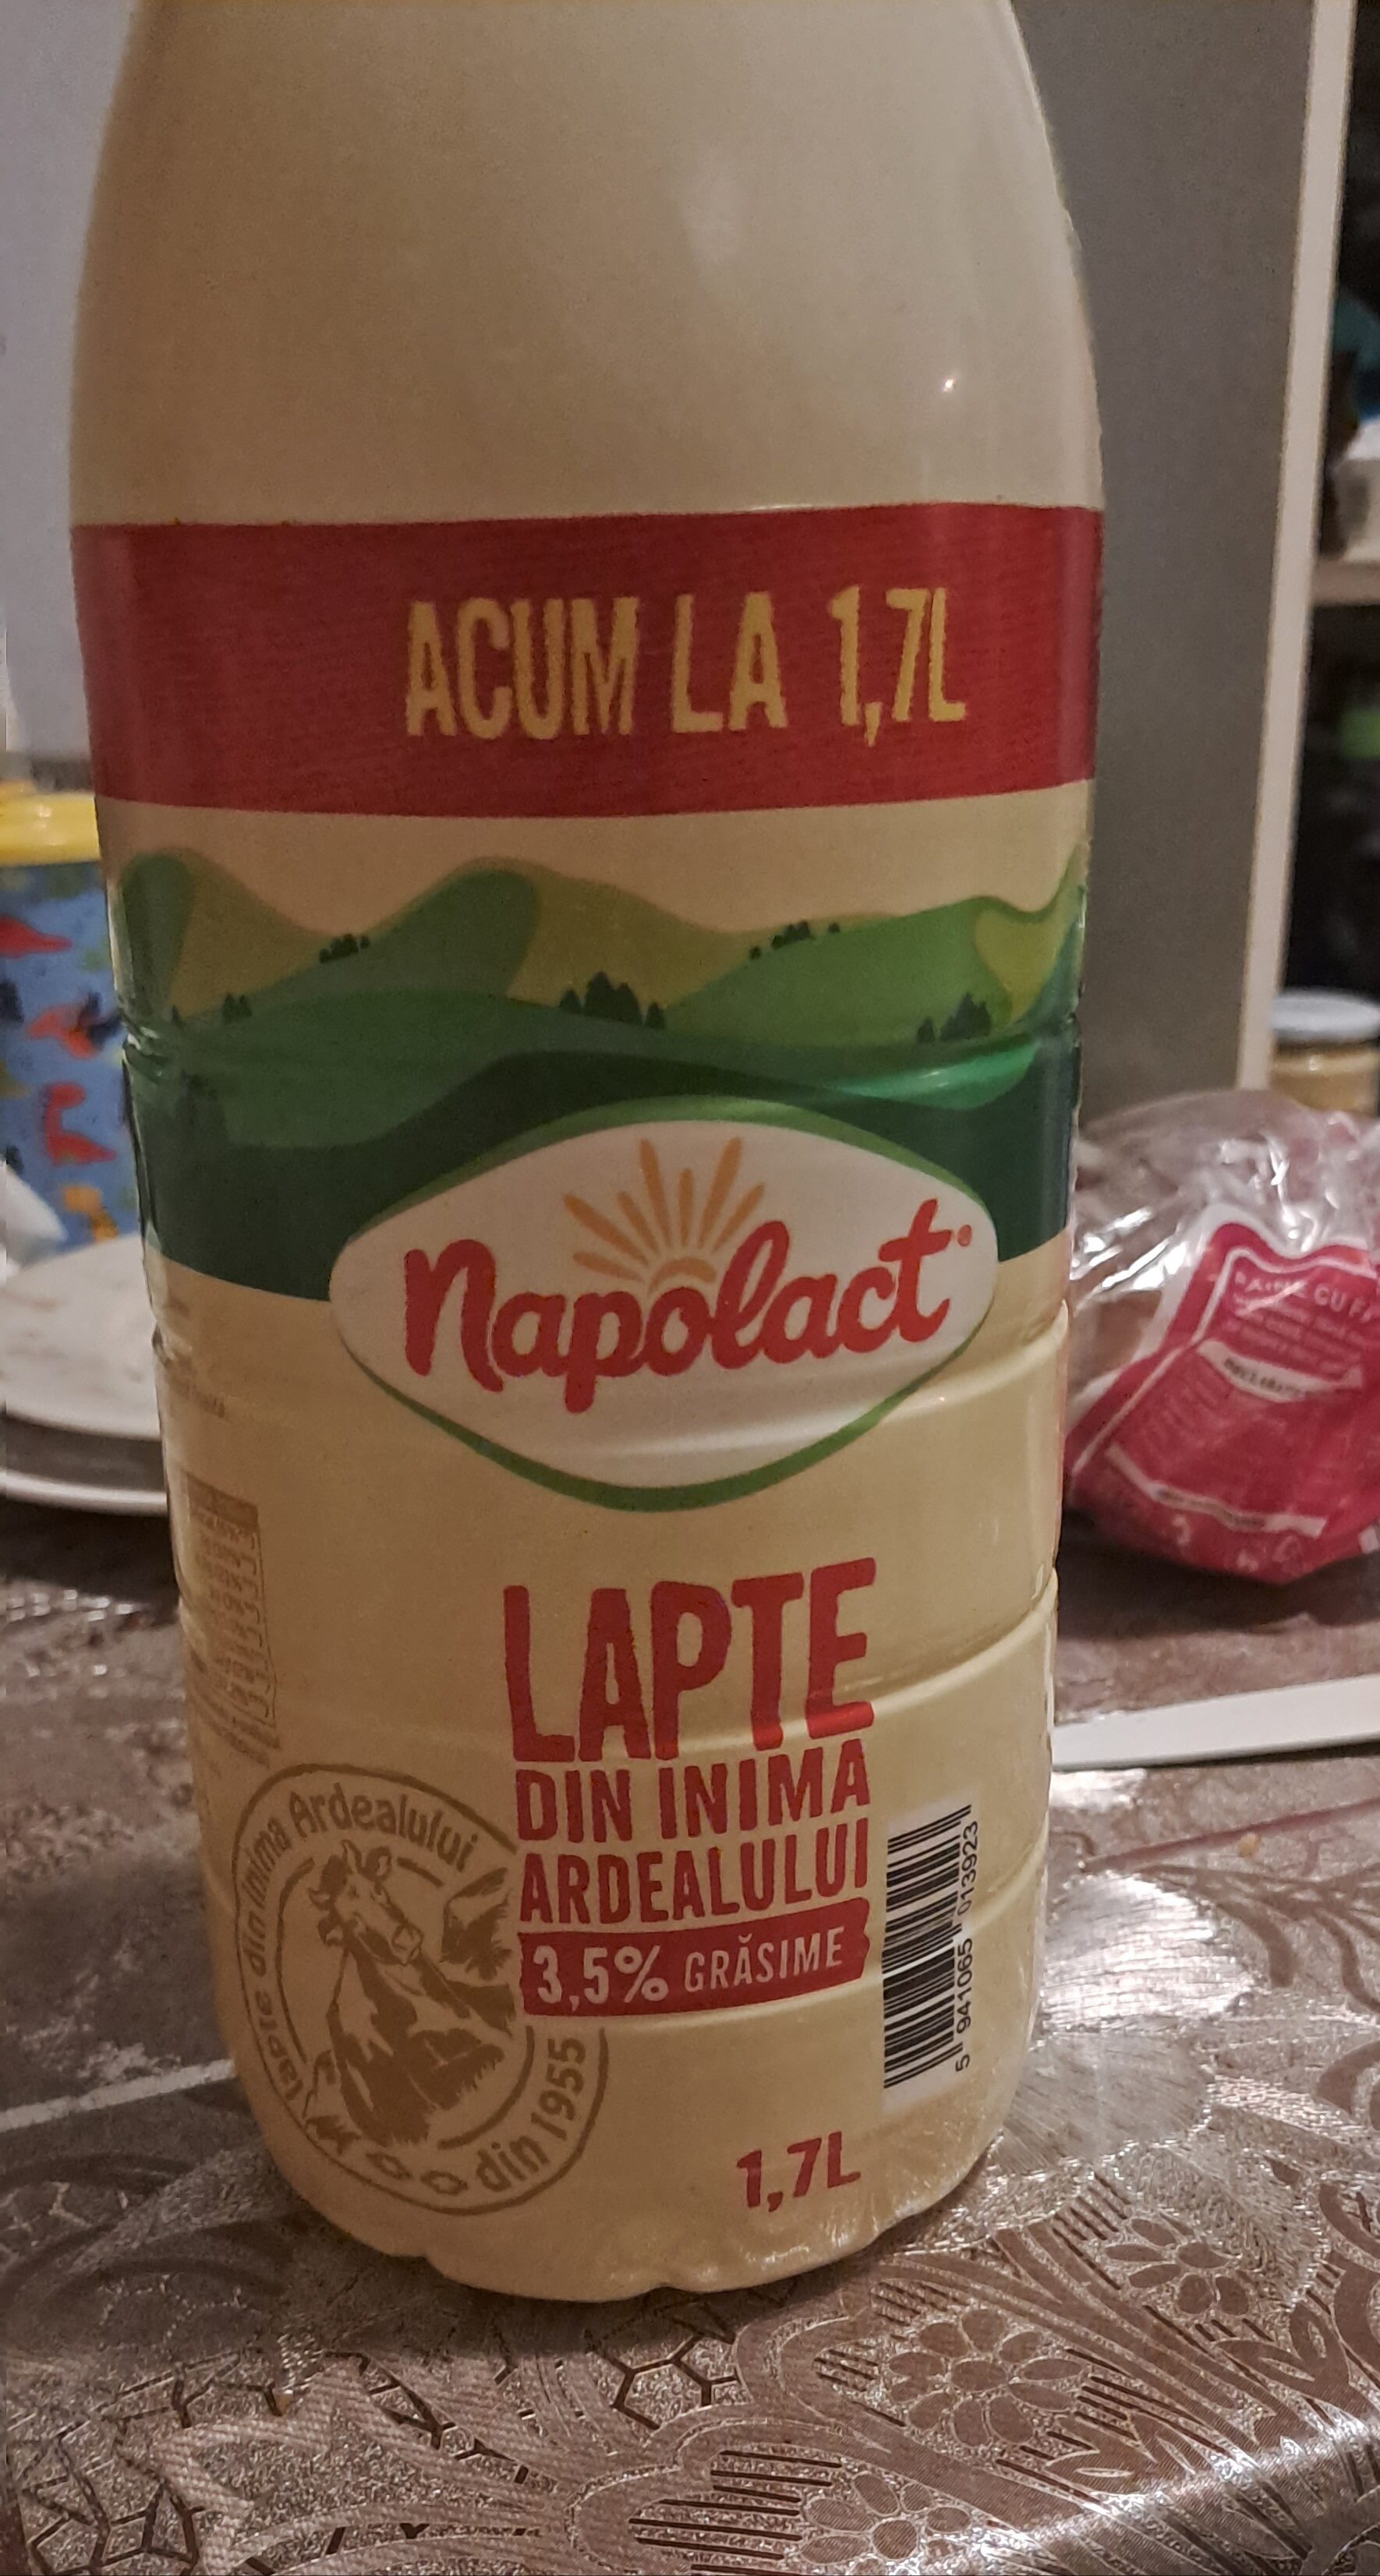 ACUM LA 1,7L
Napolact
LAPTE
DIN INIMA
ARDEALULUI
3,5% GRĂSIME
lapte din inima Ardealului
din 1955
5 941065 013923
1,7L